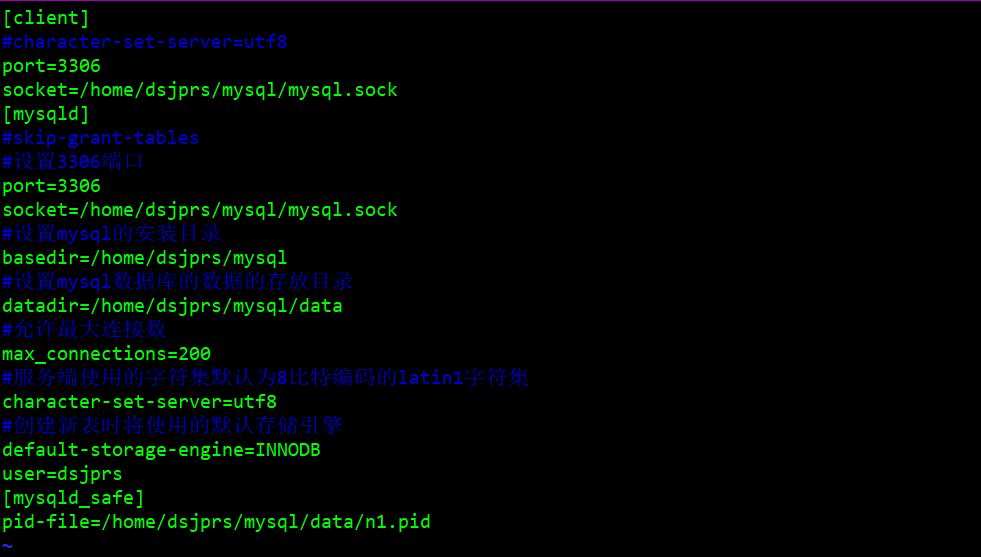 [client]
#character-set-server=utf8
port=3306
socket=/home/dsjprs/mysql/mysql.sock
[mysqld]
#skip-grant-tables
#设置3306端口
port=3306
socket=/home/dsjprs/mysql/mysql.sock
#设置mysql的安装目录
basedir=/home/dsjprs/mysql
#设置mysql数据库的数据的存放目录
datadir=/home/dsjprs/mysql/data
#允许最大连接数
max_connections=200
#服务端使用的字符集默认为8比特编码的latin1字符集
character-set-server=utf8
#创建新表时将使用的默认存储引擎
default-storage-engine=INNODB
user=dsjprs
[mysqld_safe]
pid-file=/home/dsjprs/mysql/data/n1.pid
~